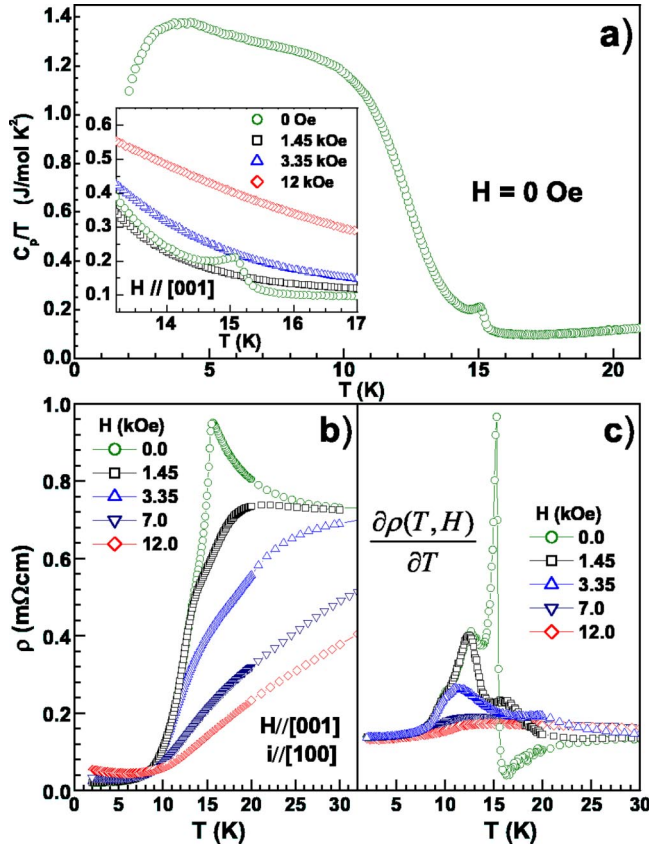 a)
1.4
1.2
1.0
0.8
0.6
0.4
0.2
0.0
C_P/T (J/mol K²)
0 5 10 15 20
T (K)
H = 0 Oe
0.6
0.5
0.4
0.3
0.2
0.1
14 15 16 17
T (K)
0 Oe
1.45 kOe
3.35 kOe
12 kOe
H // [001]
b)
1.0
0.8
0.6
0.4
0.2
0.0
ρ (mΩcm)
H (kOe)
0.0
1.45
3.35
7.0
12.0
H//[001]
i//[100]
0 5 10 15 20 25 30
T (K)
c)
∂ρ(T, H)
∂T
H (kOe)
0.0
1.45
3.35
7.0
12.0
5 10 15 20 25 30
T (K)